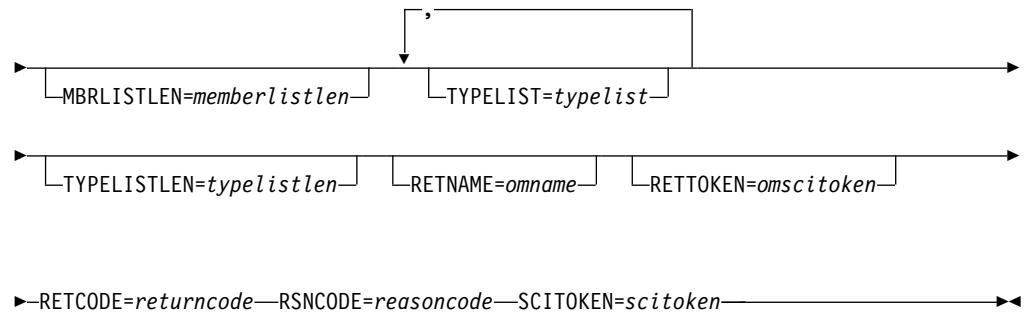 ,
MBRLISTLEN=memberlistlen TYPELIST=typelist
TYPELISTLEN=typelistlen RETNAME=omname RETTOKEN=omscitoken
RETCODE=returncode RSNCODE=reasoncode SCITOKEN=scitoken